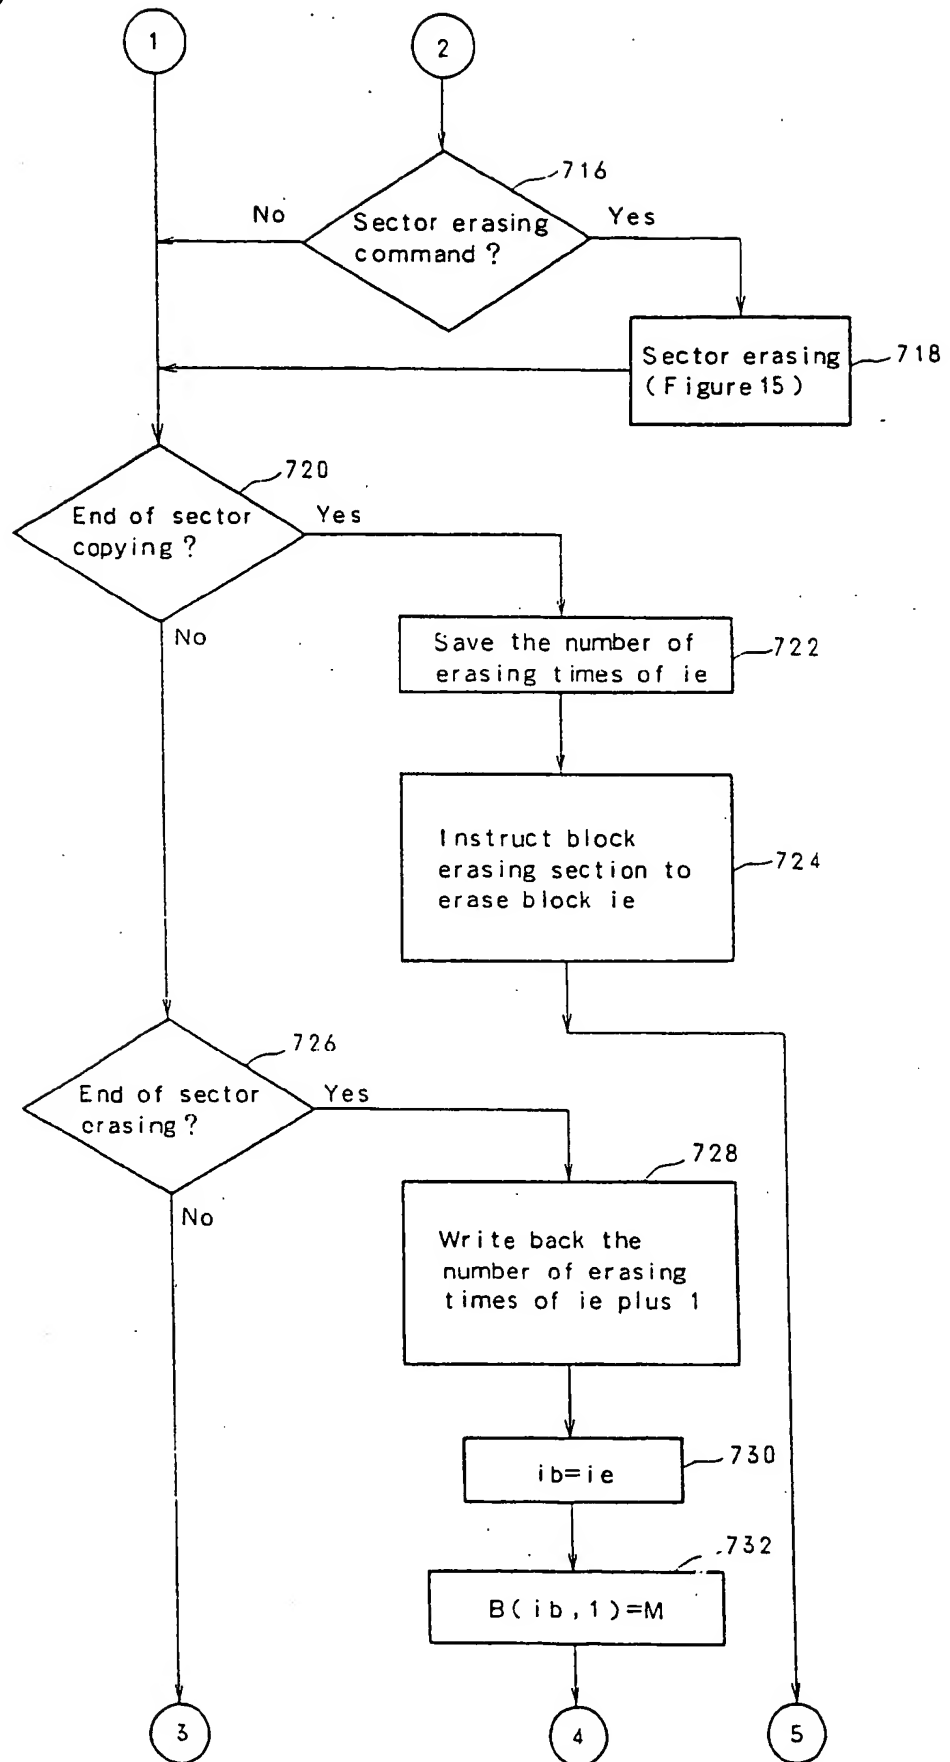 1
2
716
No
Yes
Sector erasing
command?
Sector erasing
(Figure 15)
718
720
End of sector
copying?
Yes
No
Save the number of
erasing times of ie
722
Instruct block
erasing section to
erase block ie
724
726
End of sector
erasing?
Yes
No
728
Write back the
number of erasing
times of ie plus 1
ib=ie
730
732
B(ib,1)=M
3
4
5